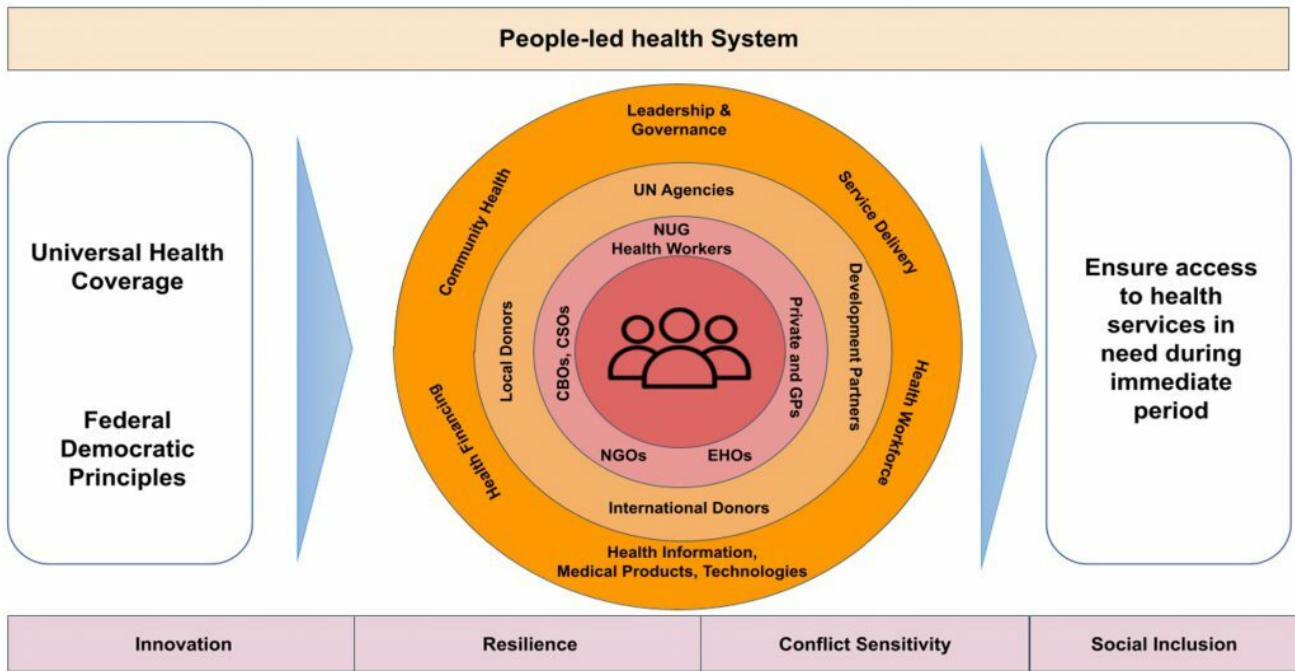 People-led health System
Universal Health
Coverage
Federal
Democratic
Principles
Leadership &
Governance
Community Health
Service Delivery
UN Agencies
NUG
Health Workers
Local Donors
CBOs, CSOs
Private and GPs
Development Partners
Health Financing
Health Workforce
NGOs
EHOs
International Donors
Health Information,
Medical Products, Technologies
Ensure access
to health
services in
need during
immediate
period
Innovation
Resilience
Conflict Sensitivity
Social Inclusion